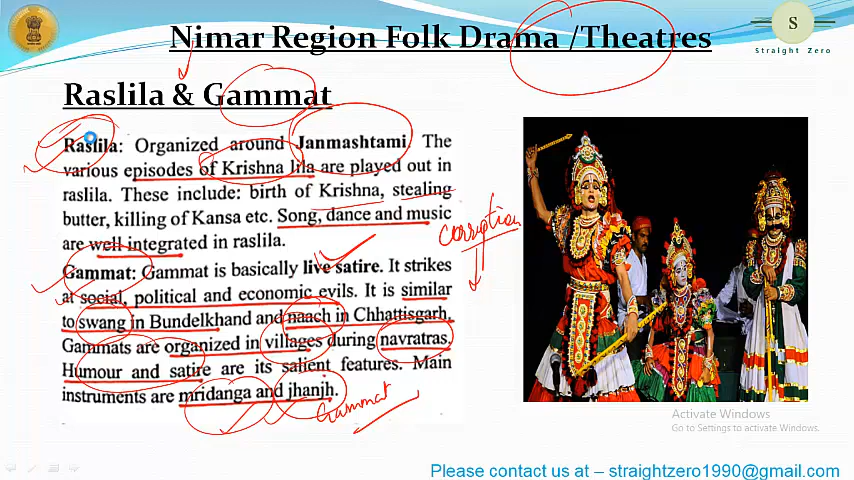 Nimar Region Folk Drama /Theatres
S
Straight Zero
Raslila & Gammat
Raslila: Organized around Janmashtami. The
various episodes of Krishna lila are played out in
raslila. These include: birth of Krishna, stealing
butter, killing of Kansa etc. Song, dance and music
are well integrated in raslila.
corruption
Gammat: Gammat is basically live satire. It strikes
at social, political and economic evils. It is similar
to swang in Bundelkhand and naach in Chhattisgarh.
Gammats are organized in villages during navratras.
Humour and satire are its salient features. Main
instruments are mridanga and jhanjh.
Gammat
Activate Windows
Go to Settings to activate Windows.
Please contact us at – straightzero1990@gmail.com